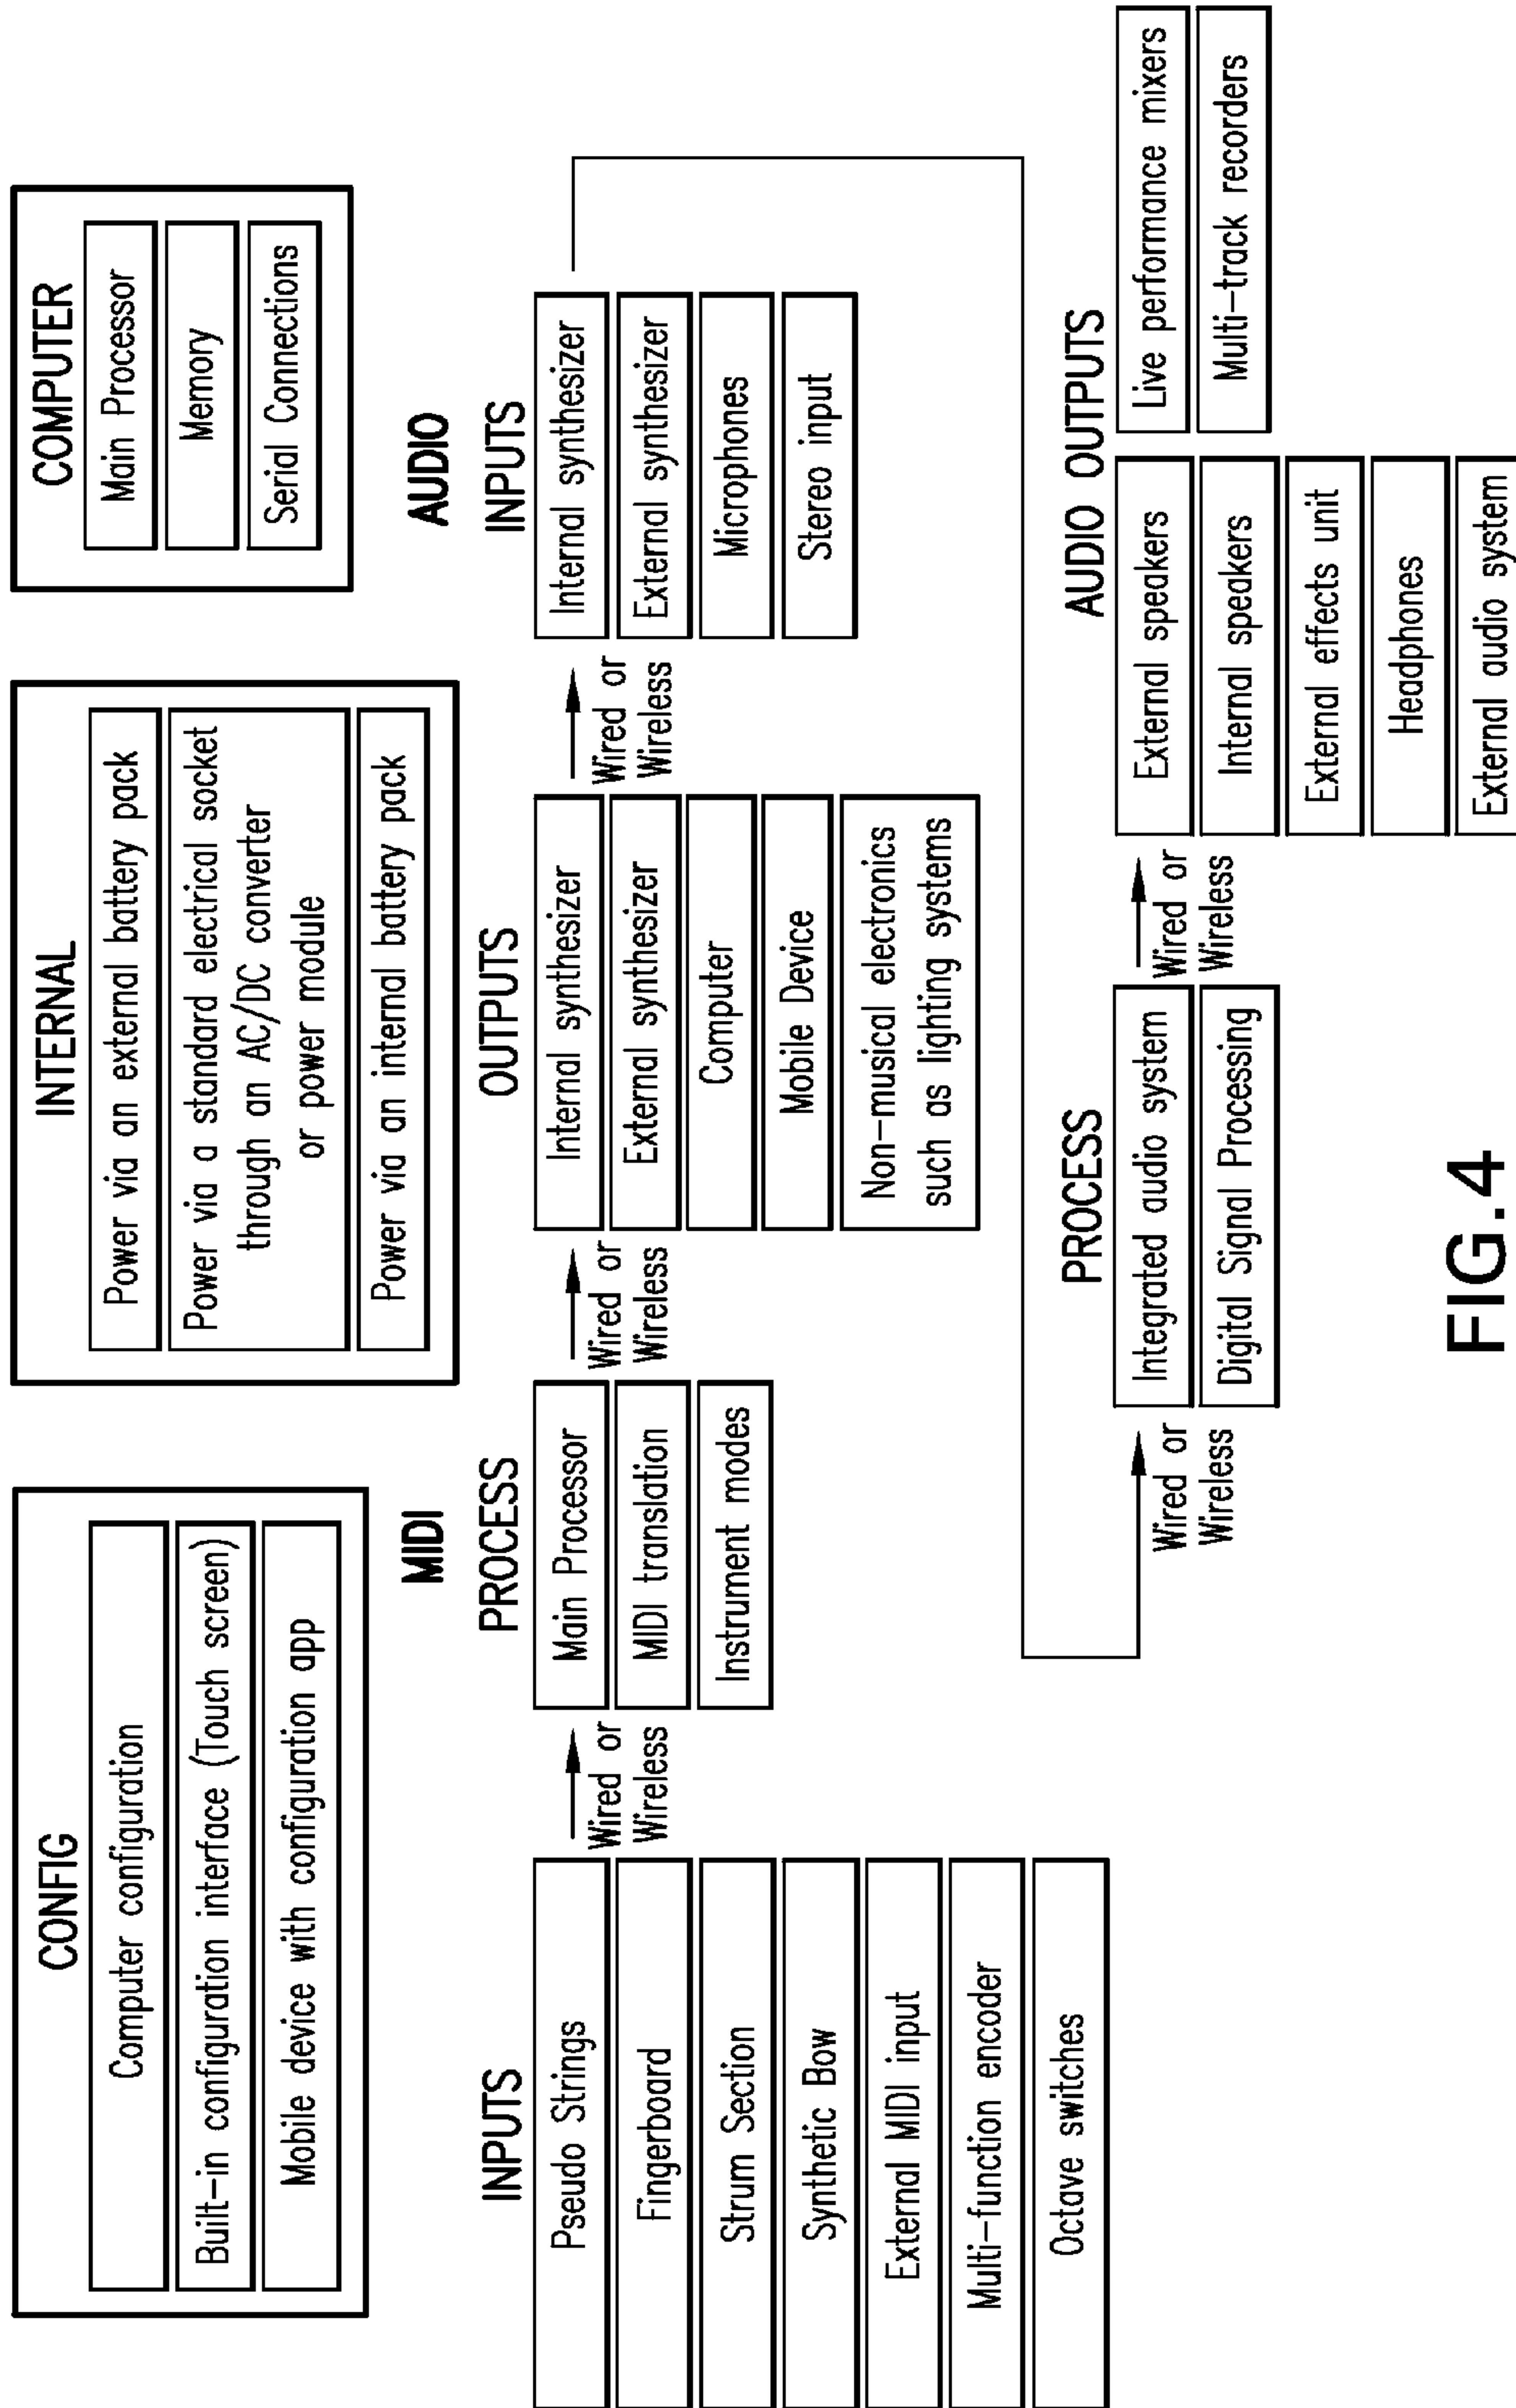 CONFIG
Computer configuration
Built-in configuration interface (Touch screen)
Mobile device with configuration app
INTERNAL
Power via an external battery pack
Power via a standard electrical socket
through an AC/DC converter
or power module
Power via an internal battery pack
COMPUTER
Main Processor
Memory
Serial Connections
MIDI
INPUTS
Pseudo Strings
Fingerboard
Strum Section
Synthetic Bow
External MIDI input
Multi-function encoder
Octave switches
Wired or
Wireless
PROCESS
Main Processor
MIDI translation
Instrument modes
Wired or
Wireless
OUTPUTS
Internal synthesizer
External synthesizer
Computer
Mobile Device
Non-musical electronics
such as lighting systems
Wired or
Wireless
AUDIO
INPUTS
Internal synthesizer
External synthesizer
Microphones
Stereo input
Wired or
Wireless
PROCESS
Integrated audio system
Digital Signal Processing
Wired or
Wireless
AUDIO OUTPUTS
External speakers
Internal speakers
External effects unit
Headphones
External audio system
Live performance mixers
Multi-track recorders
FIG.4